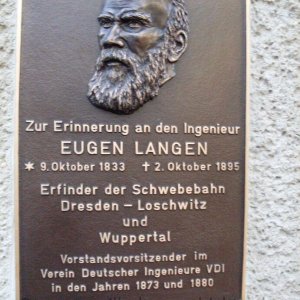 Zur Erinnerung an den Ingenieur
EUGEN LANGEN
✶ 9. Oktober 1833 ✝ 2. Oktober 1895
Erfinder der Schwebebahn
Dresden – Loschwitz
und
Wuppertal
Vorstandsvorsitzender im
Verein Deutscher Ingenieure VDI
in den Jahren 1873 und 1880